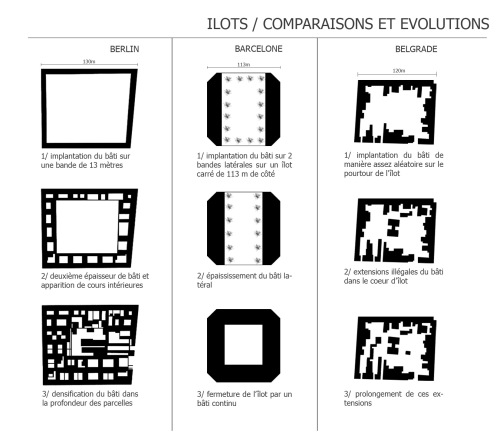 ILOTS / COMPARAISONS ET EVOLUTIONS
BERLIN
130m
1/ implantation du bâti sur
une bande de 13 mètres
2/ deuxième épaisseur de bâti et
apparition de cours intérieures
3/ densification du bâti dans
la profondeur des parcelles
BARCELONE
113m
1/ implantation du bâti sur 2
bandes latérales sur un îlot
carré de 113 m de côté
2/ épaississement du bâti la-
téral
3/ fermeture de l'îlot par un
bâti continu
BELGRADE
120m
1/ implantation du bâti de
manière assez aléatoire sur le
pourtour de l'îlot
2/ extensions illégales du bâti
dans le coeur d'îlot
3/ prolongement de ces ex-
tensions